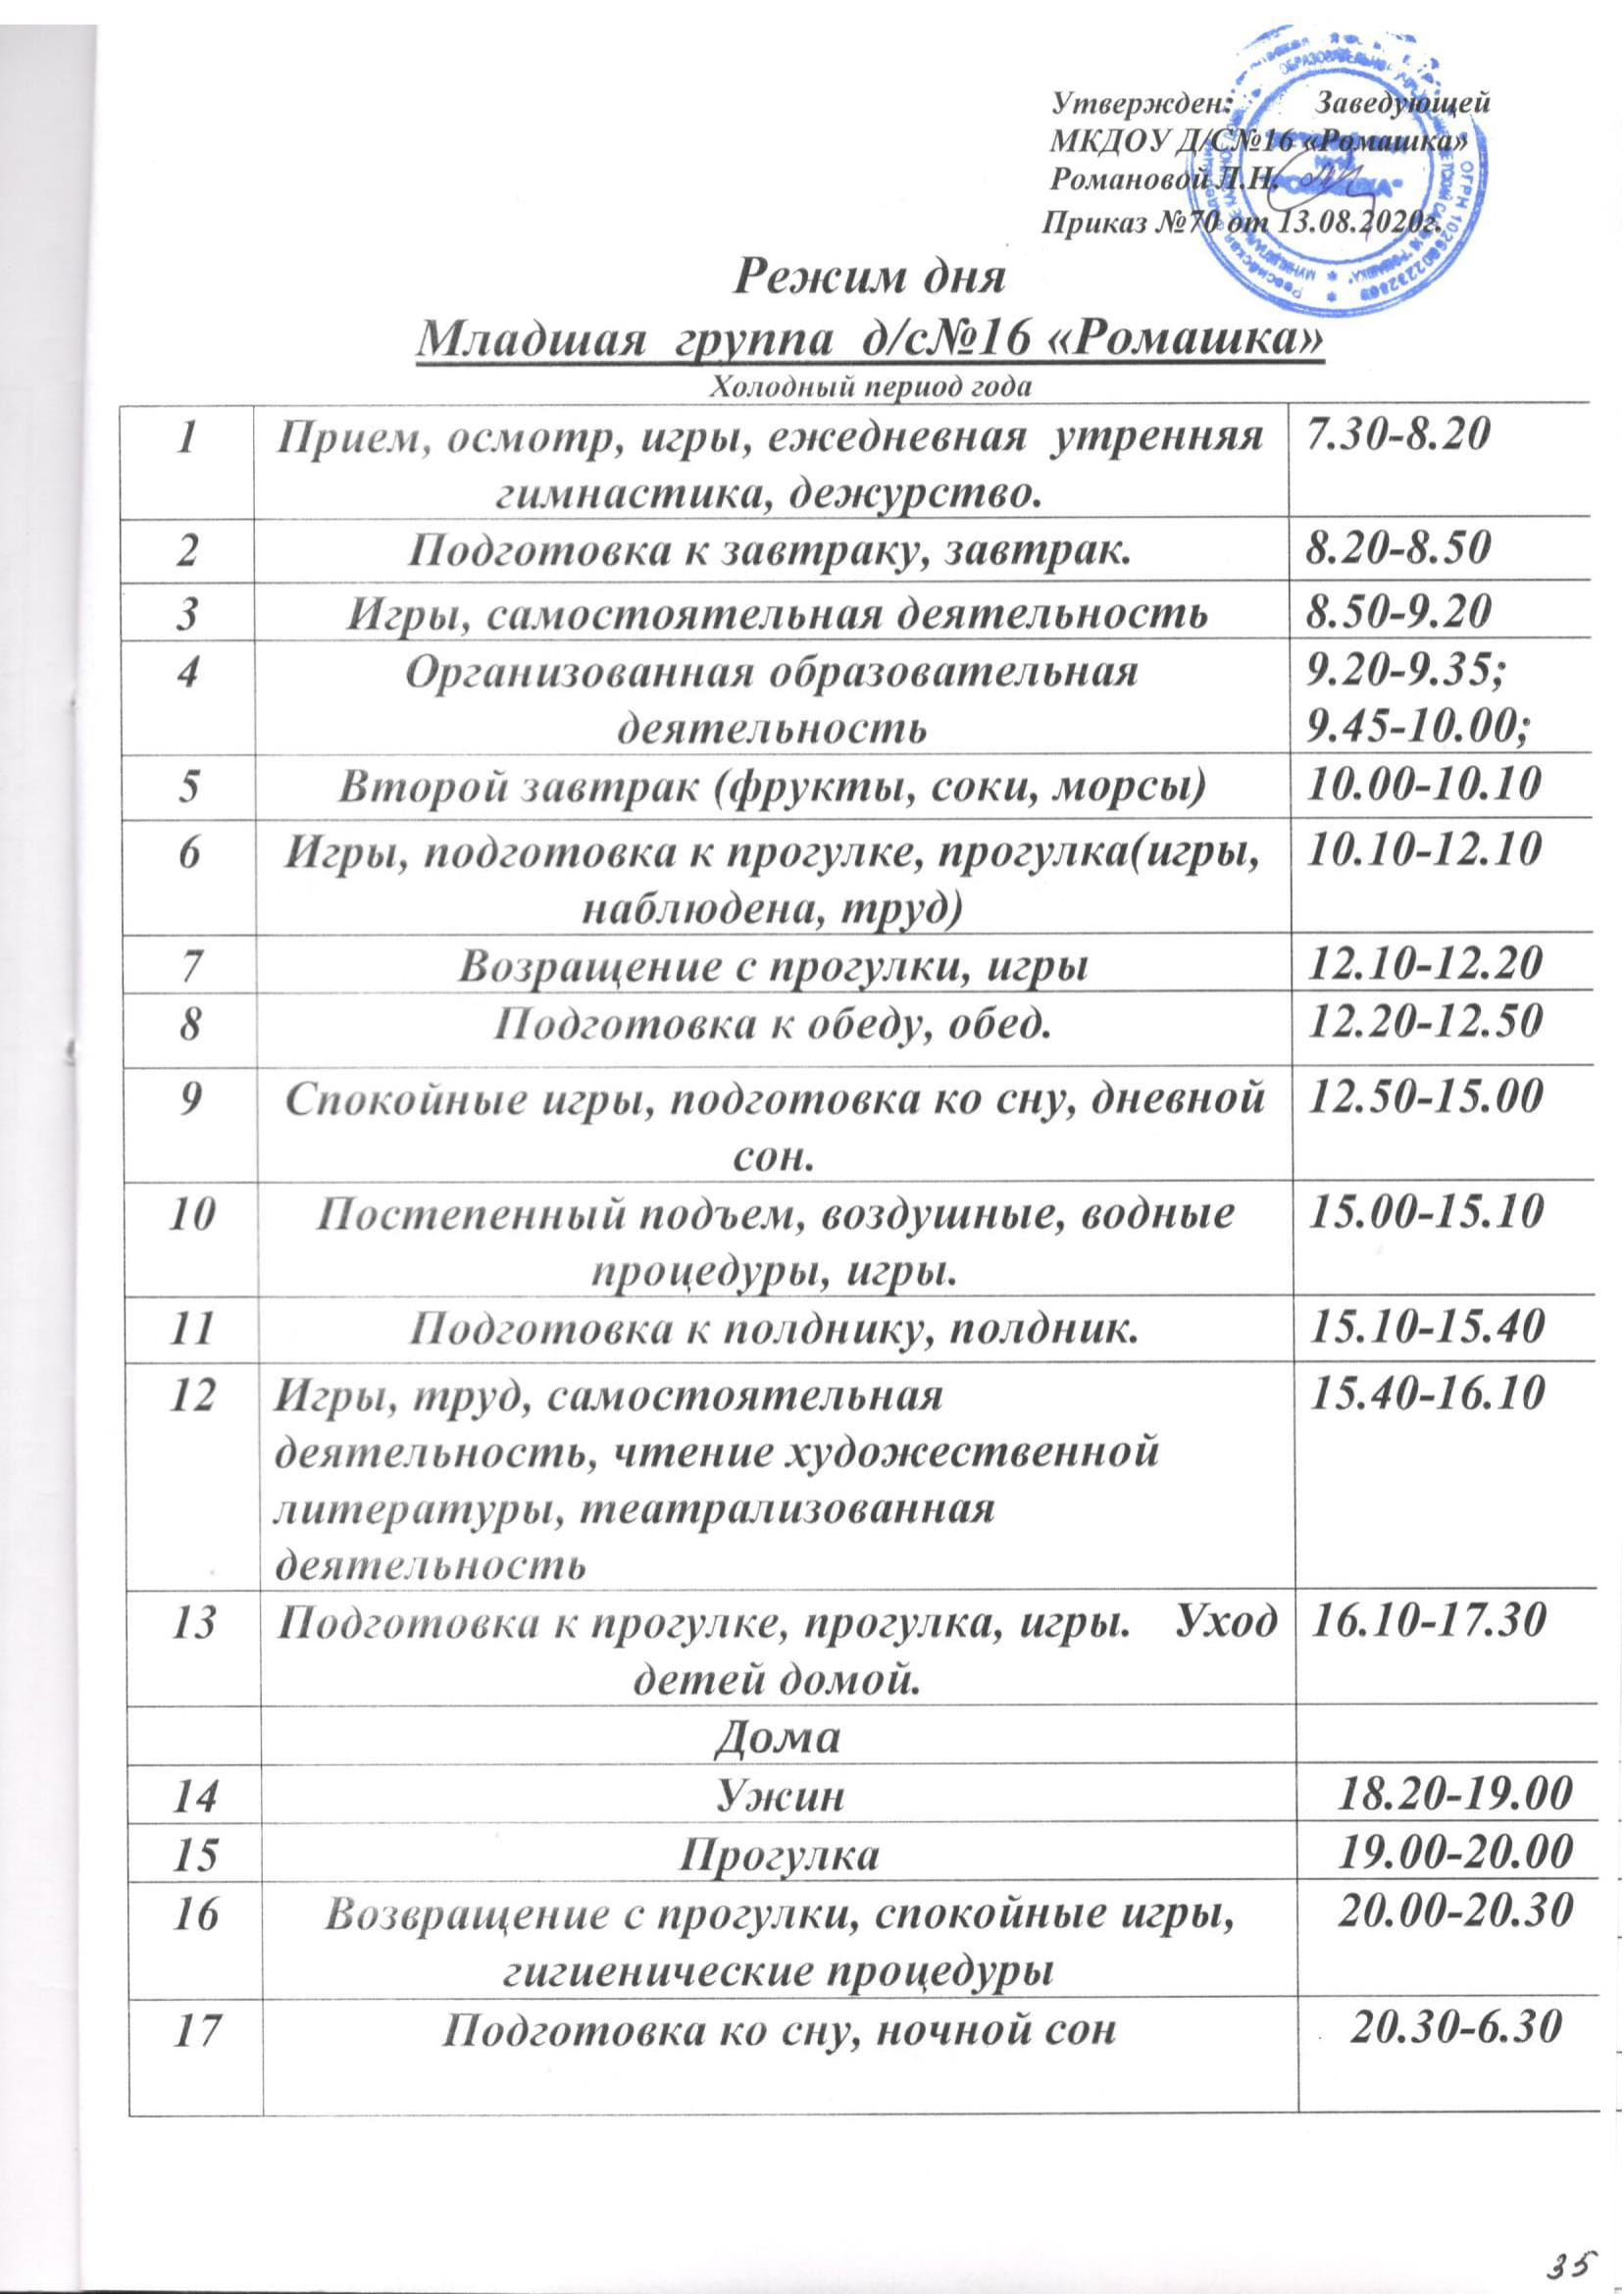 Утвержден: Заведующей
МКДОУ Д/С№16 «Ромашка»
Романовой Л.Н.
Приказ №70 от 13.08.2020г.
Режим дня
Младшая группа д/с№16 «Ромашка»
Холодный период года
1 Прием, осмотр, игры, ежедневная утренняя 7.30-8.20
гимнастика, дежурство.
2 Подготовка к завтраку, завтрак. 8.20-8.50
3 Игры, самостоятельная деятельность 8.50-9.20
4 Организованная образовательная 9.20-9.35;
деятельность 9.45-10.00;
5 Второй завтрак (фрукты, соки, морсы) 10.00-10.10
6 Игры, подготовка к прогулке, прогулка(игры, 10.10-12.10
наблюдена, труд)
7 Возращение с прогулки, игры 12.10-12.20
8 Подготовка к обеду, обед. 12.20-12.50
9 Спокойные игры, подготовка ко сну, дневной 12.50-15.00
сон.
10 Постепенный подъем, воздушные, водные 15.00-15.10
процедуры, игры.
11 Подготовка к полднику, полдник. 15.10-15.40
12 Игры, труд, самостоятельная 15.40-16.10
деятельность, чтение художественной
литературы, театрализованная
деятельность
13 Подготовка к прогулке, прогулка, игры. Уход 16.10-17.30
детей домой.
Дома
14 Ужин 18.20-19.00
15 Прогулка 19.00-20.00
16 Возвращение с прогулки, спокойные игры, 20.00-20.30
гигиенические процедуры
17 Подготовка ко сну, ночной сон 20.30-6.30
35